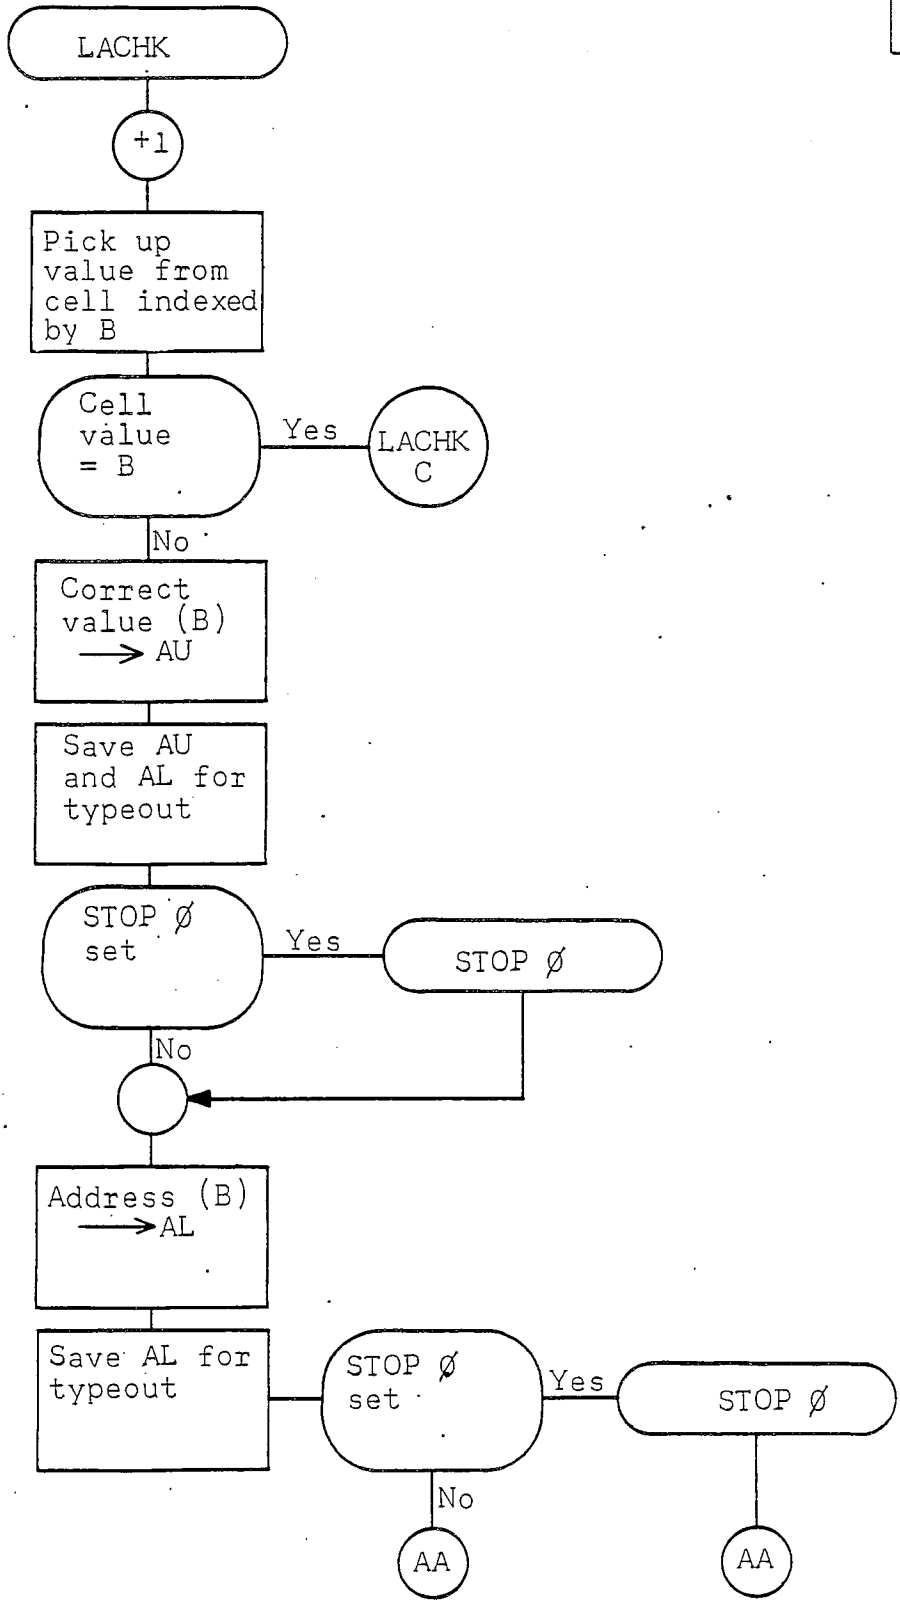 LACHK
+1
Pick up
value from
cell indexed
by B
Cell
value
= B
Yes
LACHK
C
No
Correct
value (B)
→ AU
Save AU
and AL for
typeout
STOP Ø
set
Yes
STOP Ø
No
Address (B)
→ AL
Save AL for
typeout
STOP Ø
set
Yes
STOP Ø
No
AA
AA